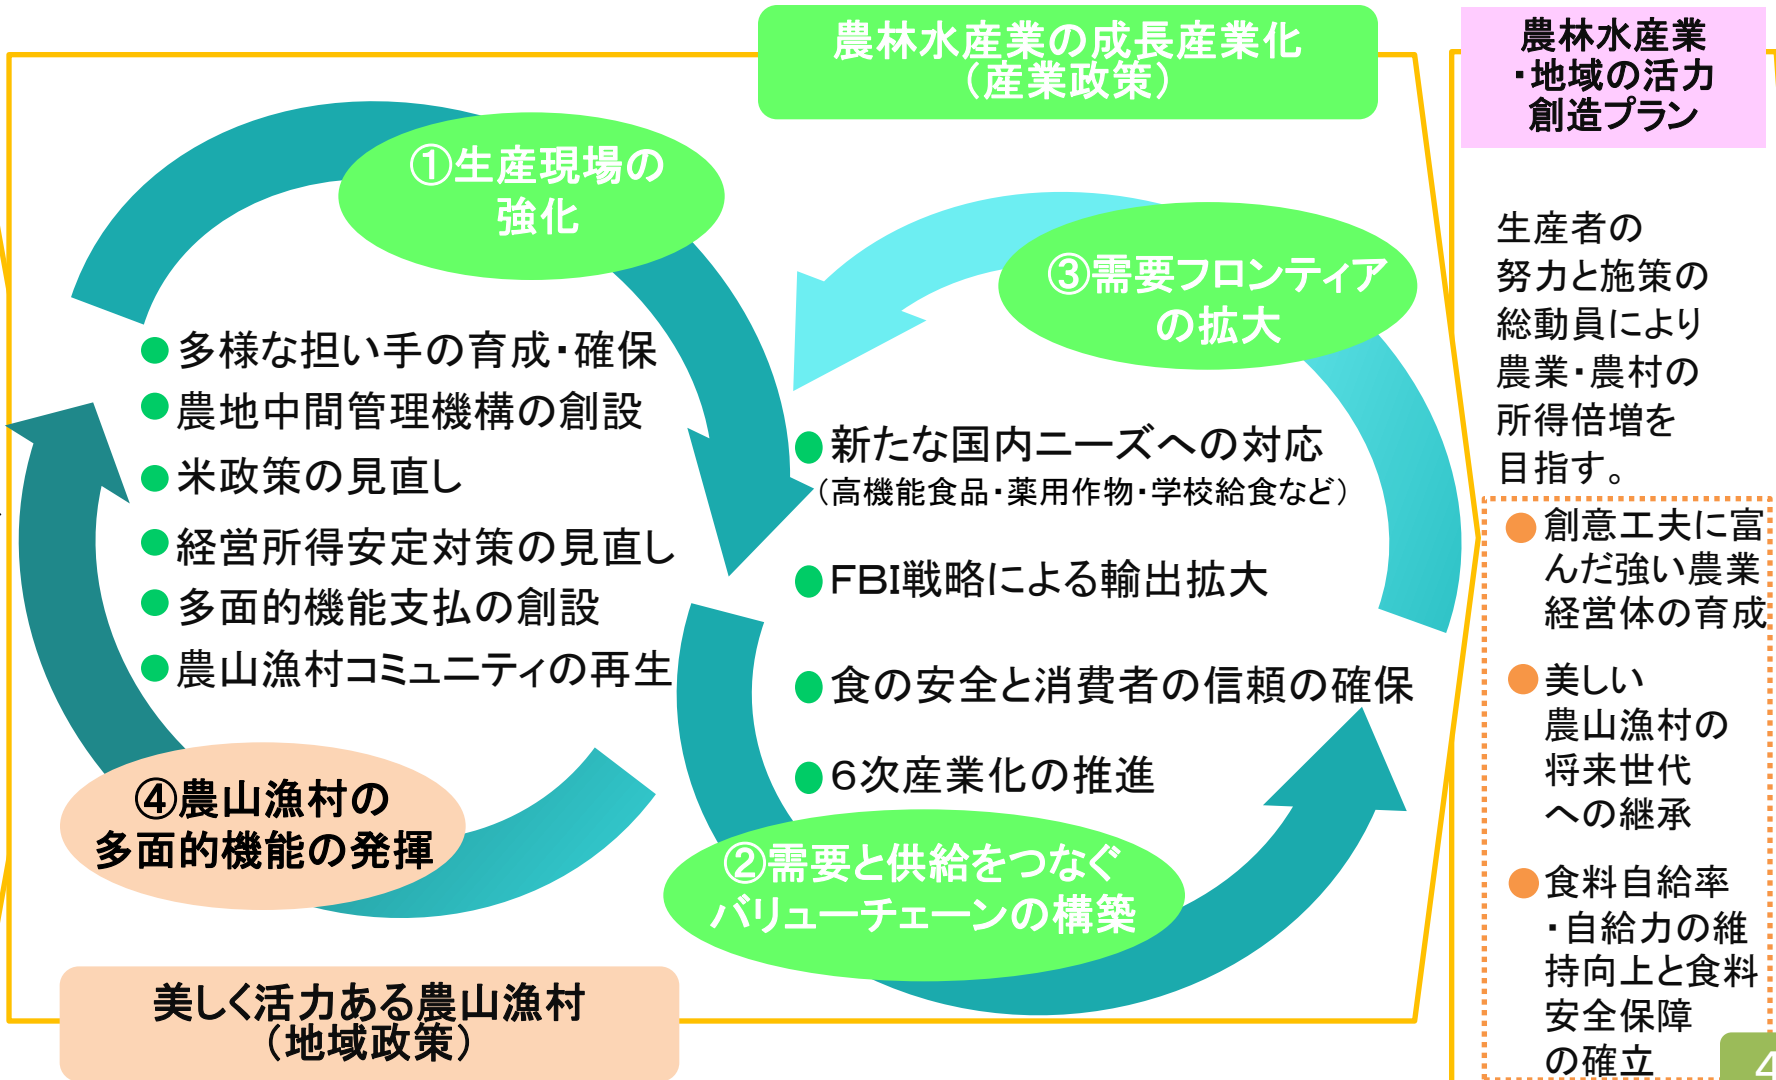 農林水産業の成長産業化
（産業政策）
①生産現場の
強化
③需要フロンティア
の拡大
●多様な担い手の育成・確保
●農地中間管理機構の創設
●米政策の見直し
●経営所得安定対策の見直し
●多面的機能支払の創設
●農山漁村コミュニティの再生
●新たな国内ニーズへの対応
（高機能食品・薬用作物・学校給食など）
●FBI戦略による輸出拡大
●食の安全と消費者の信頼の確保
●6次産業化の推進
④農山漁村の
多面的機能の発揮
②需要と供給をつなぐ
バリューチェーンの構築
美しく活力ある農山漁村
（地域政策）
農林水産業
・地域の活力
創造プラン
生産者の
努力と施策の
総動員により
農業・農村の
所得倍増を
目指す。
●創意工夫に富
んだ強い農業
経営体の育成
●美しい
農山漁村の
将来世代
への継承
●食料自給率
・自給力の維
持向上と食料
安全保障
の確立
4